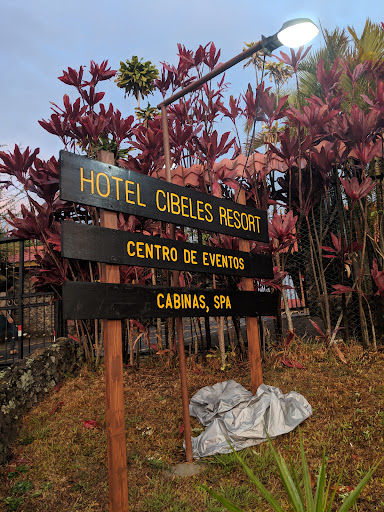 HOTEL CIBELES RESORT
CENTRO DE EVENTOS
CABINAS, SPA